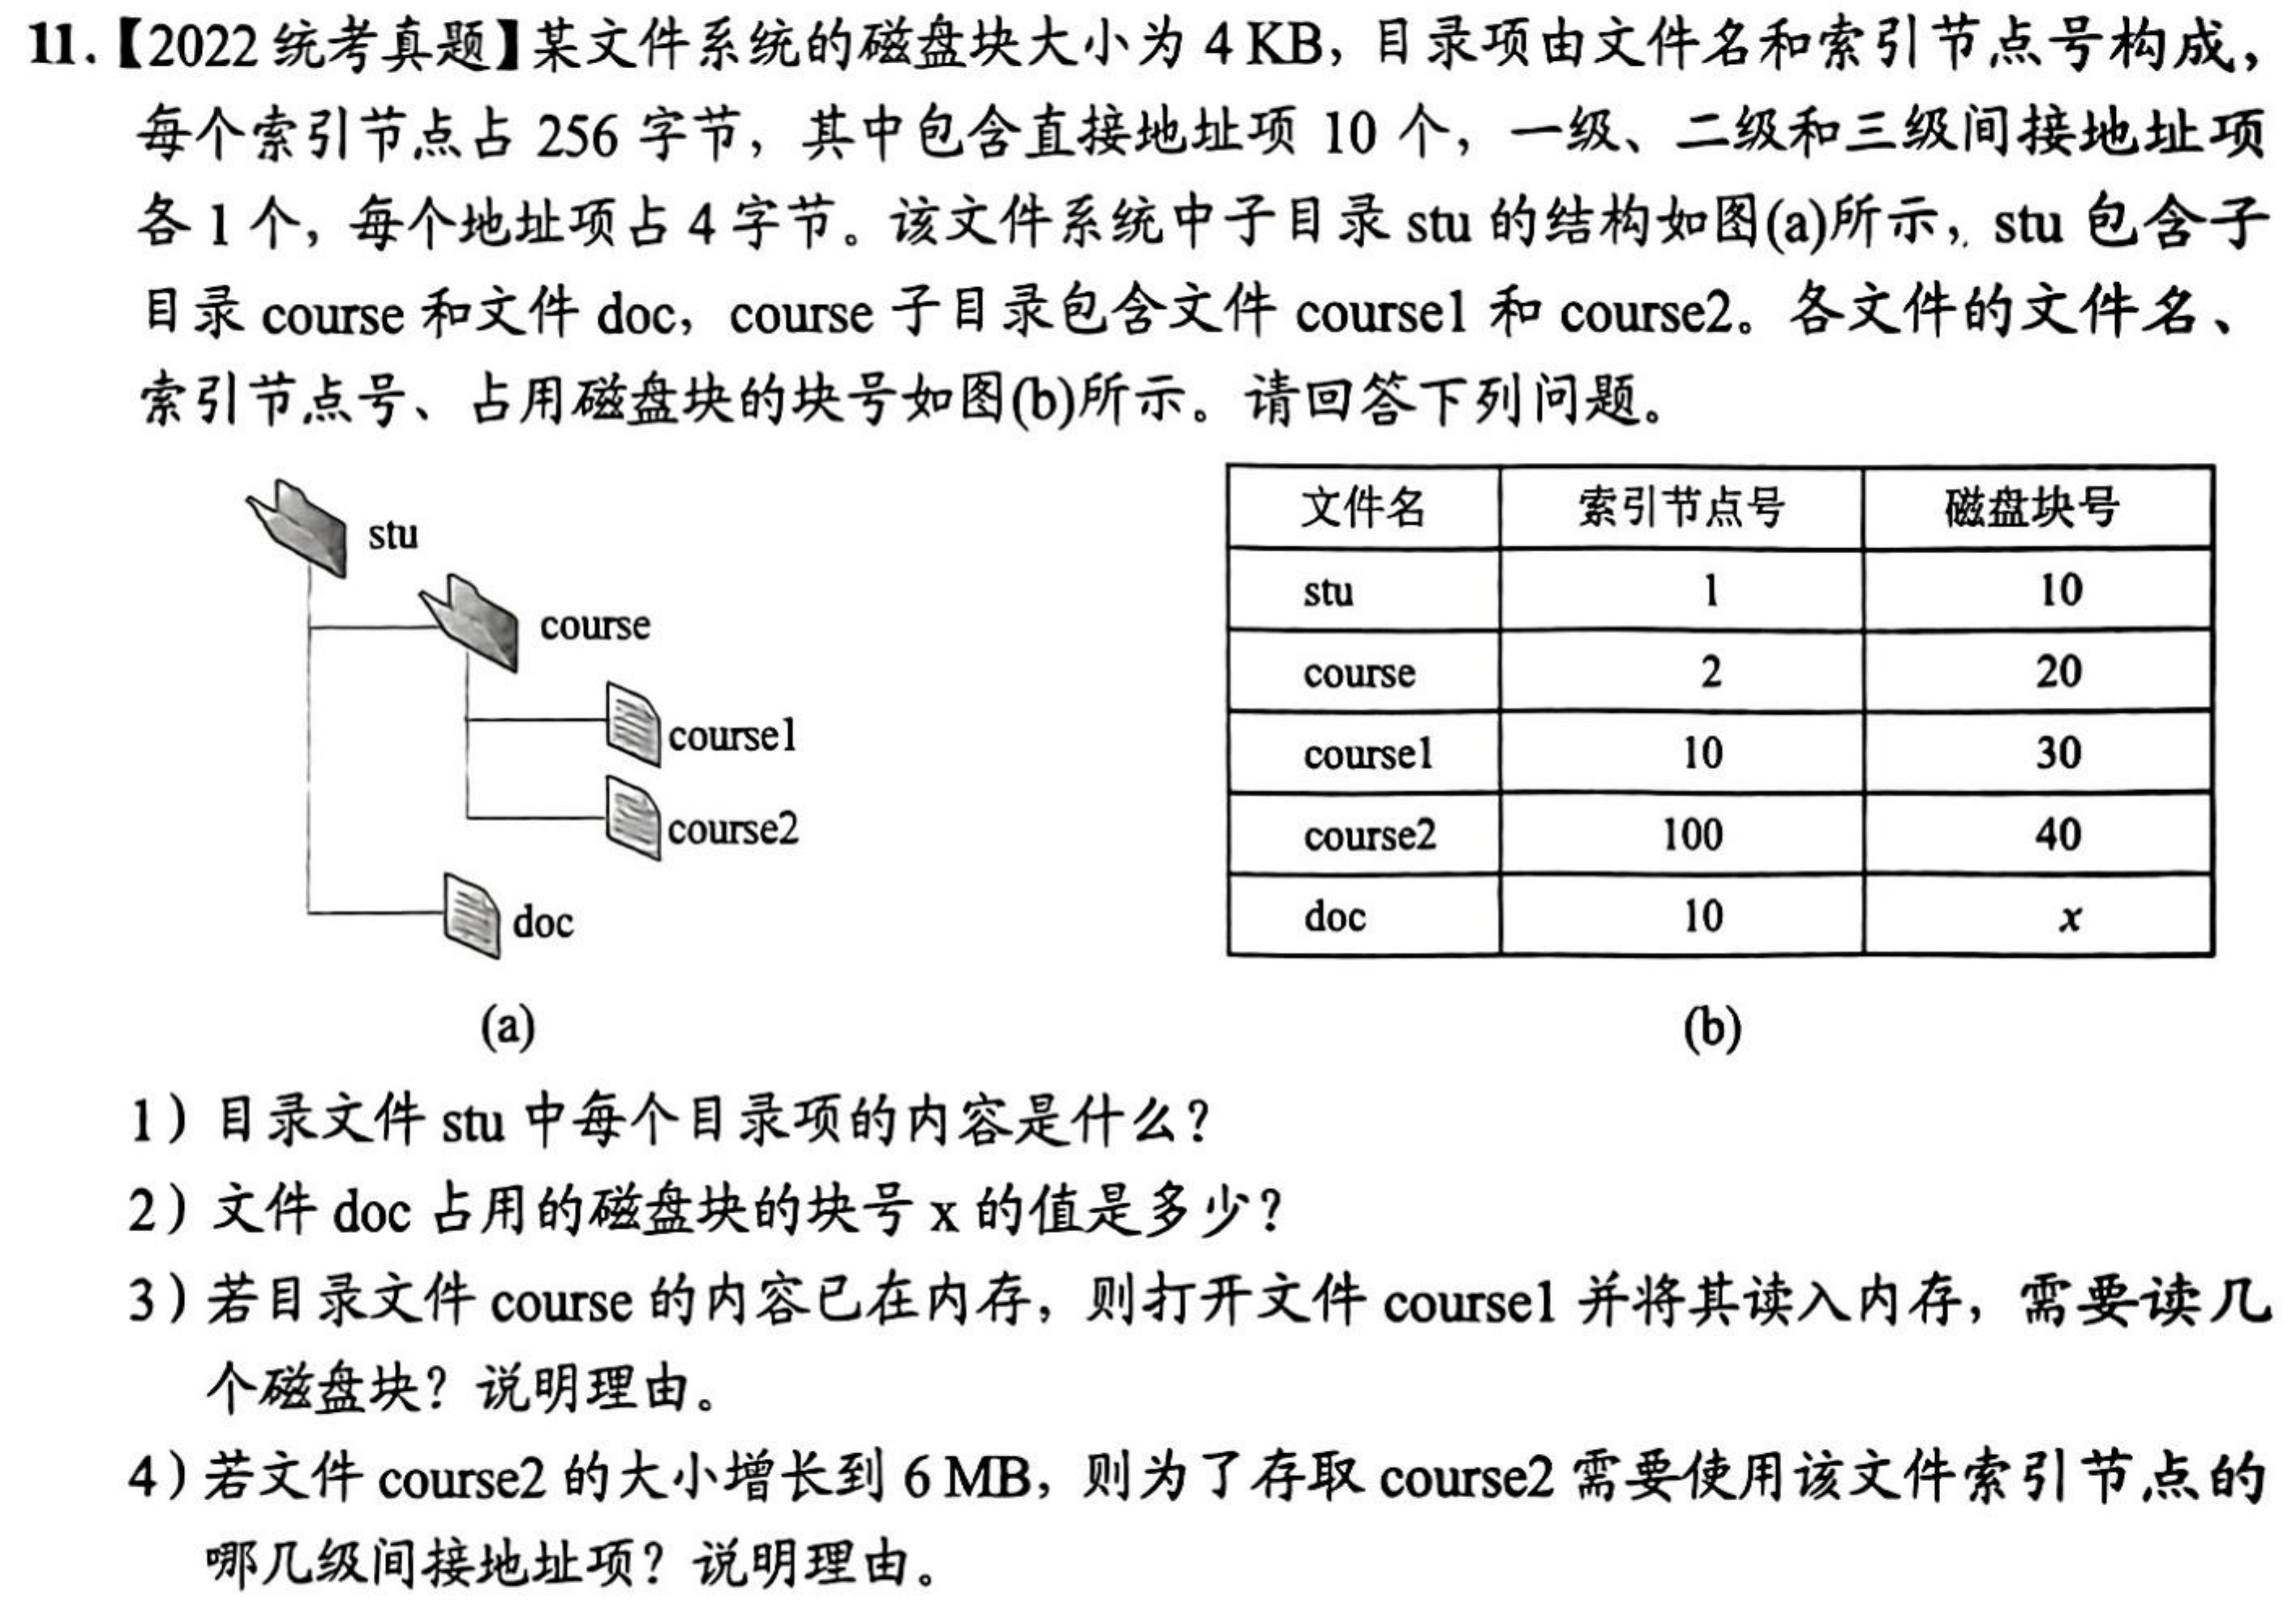 11.【2022统考真题】某文件系统的磁盘块大小为 4 KB，目录项由文件名和索引节点号构成，
每个索引节点占 256 字节，其中包含直接地址项 10 个，一级、二级和三级间接地址项
各 1 个，每个地址项占 4 字节。该文件系统中子目录 stu 的结构如图(a)所示，stu 包含子
目录 course 和文件 doc，course 子目录包含文件 course1 和 course2。各文件的文件名、
索引节点号、占用磁盘块的块号如图(b)所示。请回答下列问题。
stu
course
course1
course2
doc
(a)
文件名 索引节点号 磁盘块号
stu 1 10
course 2 20
course1 10 30
course2 100 40
doc 10 x
(b)
1）目录文件 stu 中每个目录项的内容是什么？
2）文件 doc 占用的磁盘块的块号 x 的值是多少？
3）若目录文件 course 的内容已在内存，则打开文件 course1 并将其读入内存，需要读几
个磁盘块？说明理由。
4）若文件 course2 的大小增长到 6 MB，则为了存取 course2 需要使用该文件索引节点的
哪几级间接地址项？说明理由。